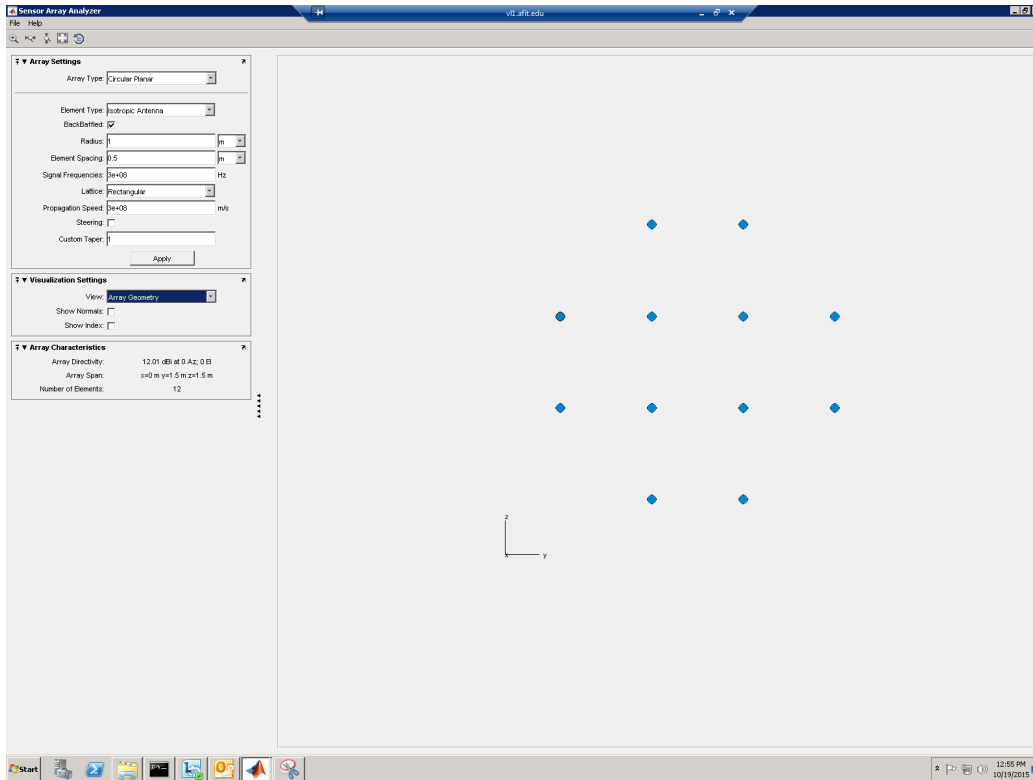 Sensor Array Analyzer
vl1.afit.edu
File Help
Array Settings
Array Type: Circular Planar
Element Type: Isotropic Antenna
BackBaffled:
Radius: 1 m
Element Spacing: 0.5 m
Signal Frequencies: 3e+08 Hz
Lattice: Rectangular
Propagation Speed: 3e+08 m/s
Steering:
Custom Taper: 1
Apply
Visualization Settings
View: Array Geometry
Show Normals:
Show Index:
Array Characteristics
Array Directivity: 12.01 dBi at 0 Az; 0 El
Array Span: x=0 m y=1.5 m z=1.5 m
Number of Elements: 12
z
x y
Start
12:55 PM
10/19/2015